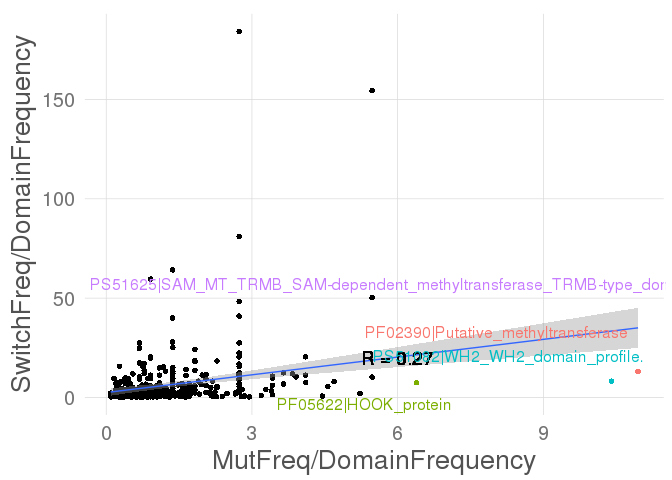 150
100
50
0
SwitchFreq/DomainFrequency
PS51625|SAM_MT_TRMB_SAM-dependent_methyltransferase_TRMB-type_dor
PF02390|Putative_methyltransferase
R = 0.27
WH2_WH2_domain_profile.
PF05622|HOOK_protein
0 3 6 9
MutFreq/DomainFrequency